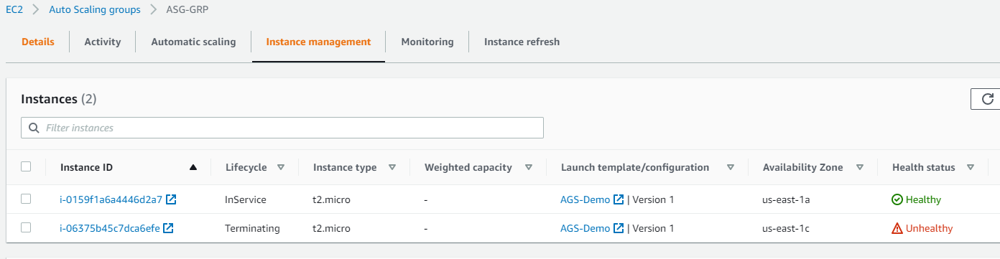 EC2 > Auto Scaling groups > ASG-GRP
Details Activity Automatic scaling Instance management Monitoring Instance refresh
Instances (2)
Filter instances
Instance ID Lifecycle Instance type Weighted capacity Launch template/configuration Availability Zone Health status
i-0159f1a6a4446d2a7 InService t2.micro - AGS-Demo | Version 1 us-east-1a Healthy
i-06375b45c7dca6efe Terminating t2.micro - AGS-Demo | Version 1 us-east-1c Unhealthy